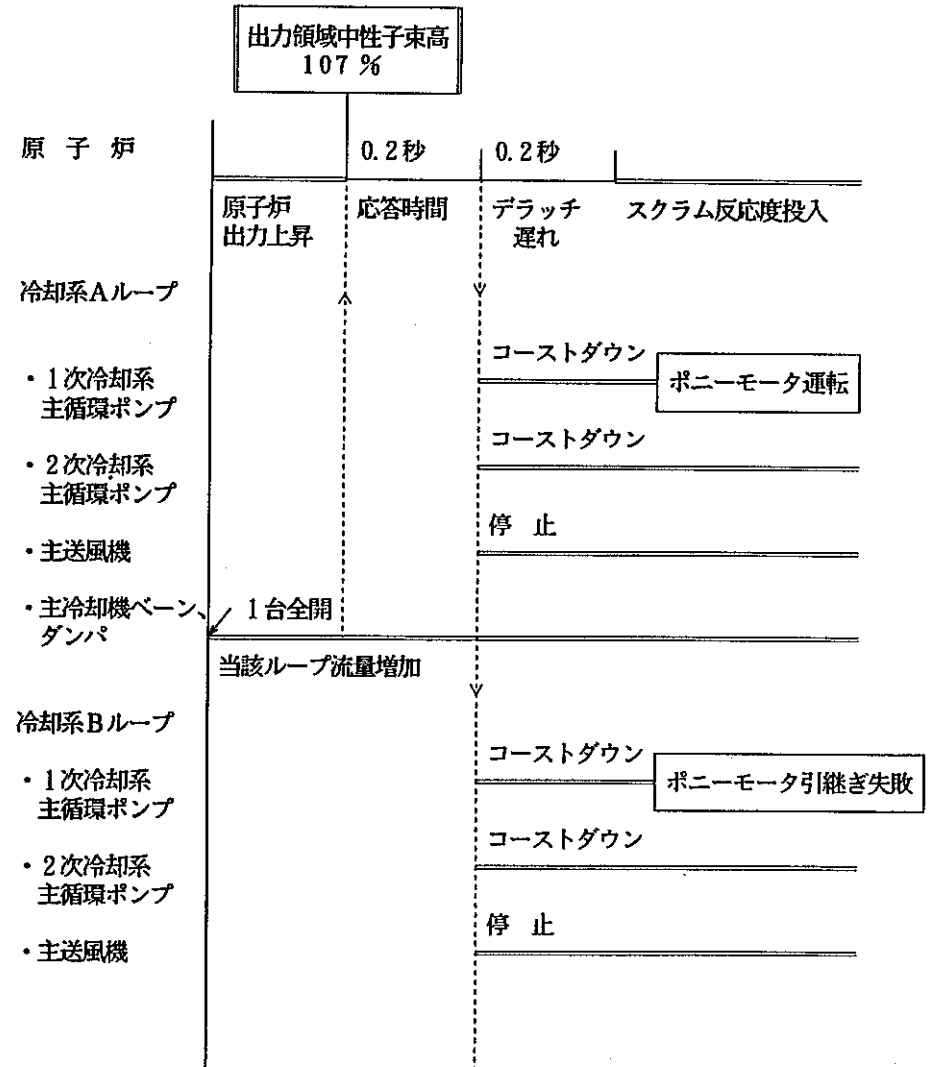 出力領域中性子束高
107 %
原 子 炉
0.2秒
0.2秒
原子炉
出力上昇
応答時間
デラッチ
遅れ
スクラム反応度投入
冷却系Aループ
・1次冷却系
主循環ポンプ
コーストダウン
ポニーモータ運転
・2次冷却系
主循環ポンプ
コーストダウン
・主送風機
停 止
・主冷却機ベーン、
ダンパ
1台全開
当該ループ流量増加
冷却系Bループ
・1次冷却系
主循環ポンプ
コーストダウン
ポニーモータ引継ぎ失敗
・2次冷却系
主循環ポンプ
コーストダウン
・主送風機
停 止